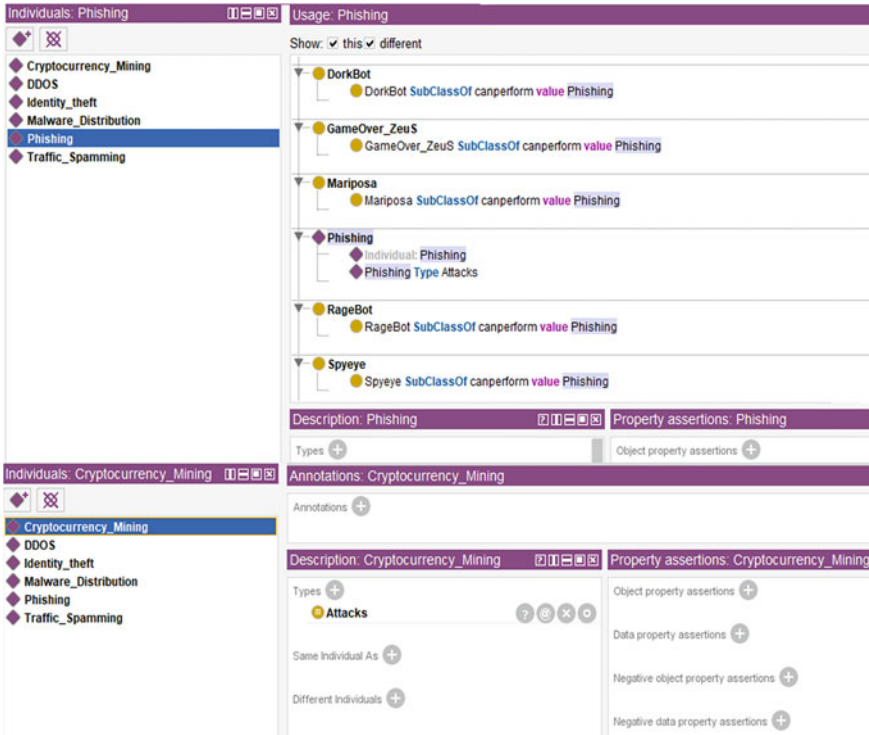 Individuals: Phishing
Cryptocurrency_Mining
DDOS
Identity_theft
Malware_Distribution
Phishing
Traffic_Spamming
Usage: Phishing
Show: this different
DorkBot
DorkBot SubClassOf canperform value Phishing
GameOver_ZeuS
GameOver_ZeuS SubClassOf canperform value Phishing
Mariposa
Mariposa SubClassOf canperform value Phishing
Phishing
Individual: Phishing
Phishing Type Attacks
RageBot
RageBot SubClassOf canperform value Phishing
Spyeye
Spyeye SubClassOf canperform value Phishing
Description: Phishing
Types
Property assertions: Phishing
Object property assertions
Individuals: Cryptocurrency_Mining
Cryptocurrency_Mining
DDOS
Identity_theft
Malware_Distribution
Phishing
Traffic_Spamming
Annotations: Cryptocurrency_Mining
Annotations
Description: Cryptocurrency_Mining
Types
Attacks
Same Individual As
Different Individuals
Property assertions: Cryptocurrency_Mining
Object property assertions
Data property assertions
Negative object property assertions
Negative data property assertions